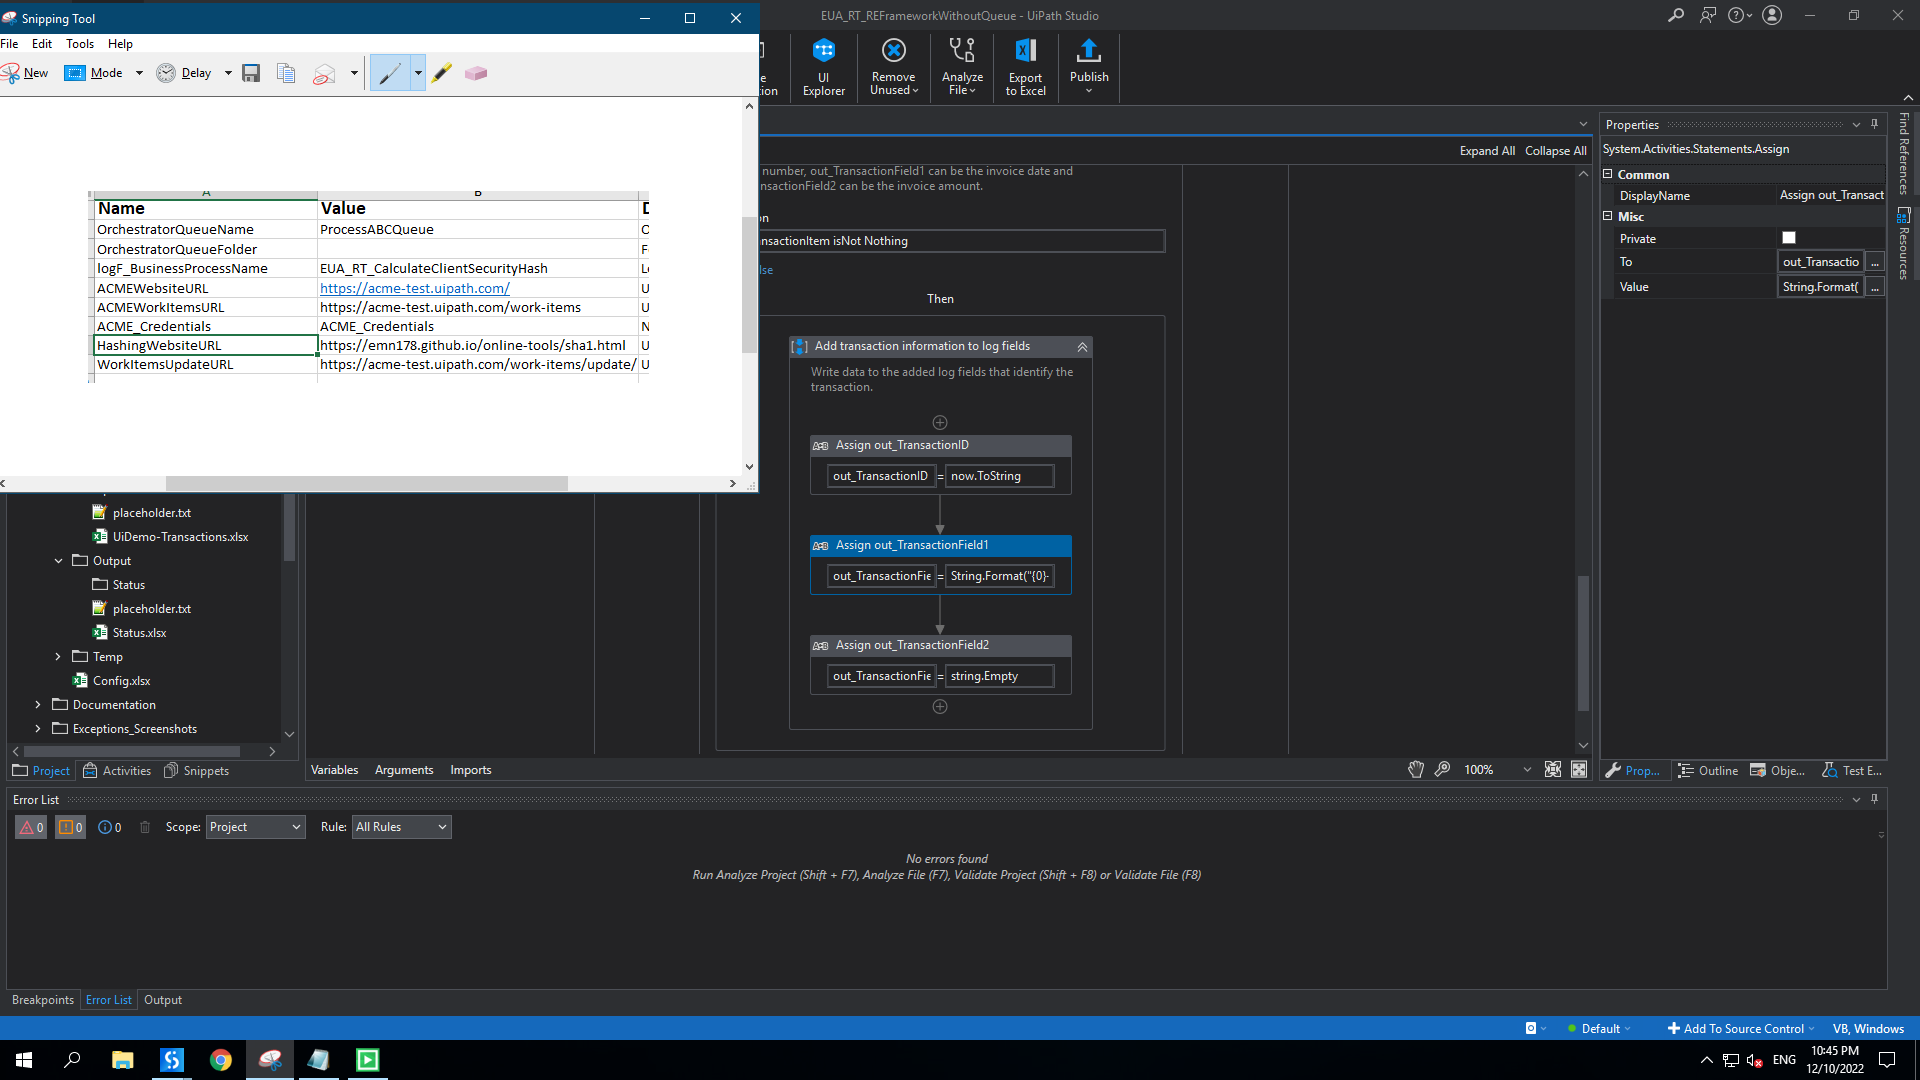 Snipping Tool
File Edit Tools Help
New Mode Delay
A B
Name Value
OrchestratorQueueName ProcessABCQueue
OrchestratorQueueFolder
logF_BusinessProcessName EUA_RT_CalculateClientSecurityHash
ACMEWebsiteURL https://acme-test.uipath.com/
ACMEWorkItemsURL https://acme-test.uipath.com/work-items
ACME_Credentials ACME_Credentials
HashingWebsiteURL https://emn178.github.io/online-tools/sha1.html
WorkItemsUpdateURL https://acme-test.uipath.com/work-items/update/
EUA_RT_REFrameworkWithoutQueue - UiPath Studio
UI Explorer
Remove Unused
Analyze File
Export to Excel
Publish
Expand All Collapse All
number, out_TransactionField1 can be the invoice date and
nsactionField2 can be the invoice amount.
on
ansactionItem isNot Nothing
lse
Then
Add transaction information to log fields
Write data to the added log fields that identify the
transaction.
Assign out_TransactionID
out_TransactionID = now.ToString
Assign out_TransactionField1
out_TransactionFie = String.Format("{0}-
Assign out_TransactionField2
out_TransactionFie = string.Empty
Properties
System.Activities.Statements.Assign
Common
DisplayName Assign out_Transact
Misc
Private
To out_Transactio ...
Value String.Format( ...
Find References
Resources
placeholder.txt
UiDemo-Transactions.xlsx
Output
Status
placeholder.txt
Status.xlsx
Temp
Config.xlsx
Documentation
Exceptions_Screenshots
Project Activities Snippets
Variables Arguments Imports
100%
Prop... Outline Obje... Test E...
Error List
0 0 0 Scope: Project Rule: All Rules
No errors found
Run Analyze Project (Shift + F7), Analyze File (F7), Validate Project (Shift + F8) or Validate File (F8)
Breakpoints Error List Output
Default Add To Source Control VB, Windows
ENG
10:45 PM
12/10/2022